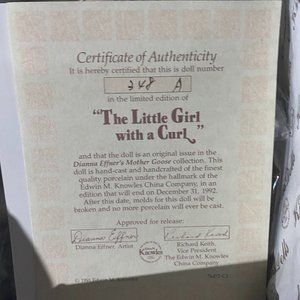 Certificate of Authenticity
It is hereby certified that this is doll number
248 A
in the limited edition of
"The Little Girl
with a Curl"
and that the doll is an original issue in the
Dianna Effner's Mother Goose collection. This
doll is hand-cast and handcrafted of the finest
quality porcelain under the hallmark of the
Edwin M. Knowles China Company, in an
edition that will end on December 31, 1992.
After this date, molds for this doll will be
broken and no more porcelain will ever be cast.
Approved for release:
Dianna Effner
Richard Keith
Dianna Effner, Artist
Richard Keith,
Vice President
The Edwin M. Knowles
China Company
Knowles